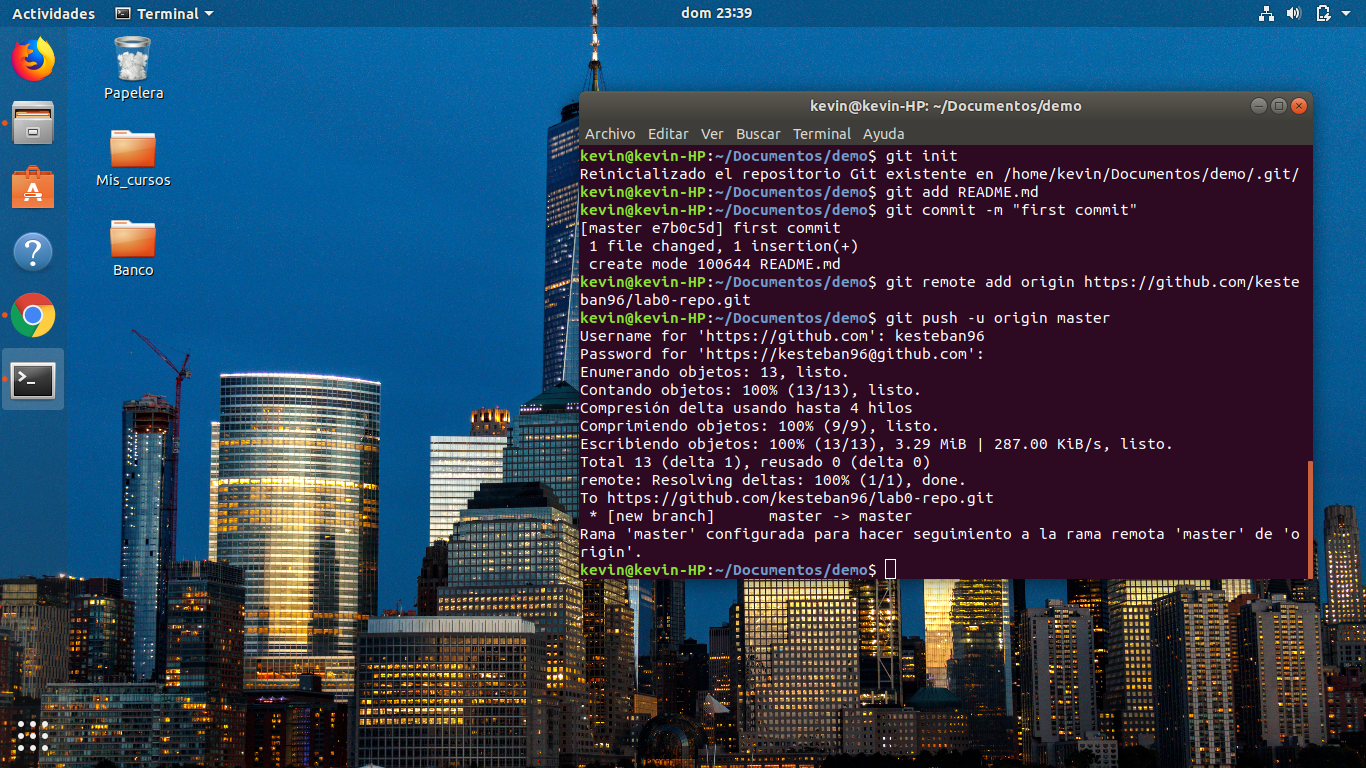 Actividades Terminal dom 23:39
Papelera
Mis_cursos
Banco
kevin@kevin-HP: ~/Documentos/demo
Archivo Editar Ver Buscar Terminal Ayuda
kevin@kevin-HP:~/Documentos/demo$ git init
Reinicializado el repositorio Git existente en /home/kevin/Documentos/demo/.git/
kevin@kevin-HP:~/Documentos/demo$ git add README.md
kevin@kevin-HP:~/Documentos/demo$ git commit -m "first commit"
[master e7b0c5d] first commit
 1 file changed, 1 insertion(+)
 create mode 100644 README.md
kevin@kevin-HP:~/Documentos/demo$ git remote add origin https://github.com/keste
ban96/lab0-repo.git
kevin@kevin-HP:~/Documentos/demo$ git push -u origin master
Username for 'https://github.com': kesteban96
Password for 'https://kesteban96@github.com':
Enumerando objetos: 13, listo.
Contando objetos: 100% (13/13), listo.
Compresión delta usando hasta 4 hilos
Comprimiendo objetos: 100% (9/9), listo.
Escribiendo objetos: 100% (13/13), 3.29 MiB | 287.00 KiB/s, listo.
Total 13 (delta 1), reusado 0 (delta 0)
remote: Resolving deltas: 100% (1/1), done.
To https://github.com/kesteban96/lab0-repo.git
 * [new branch]      master -> master
Rama 'master' configurada para hacer seguimiento a la rama remota 'master' de 'o
rigin'.
kevin@kevin-HP:~/Documentos/demo$